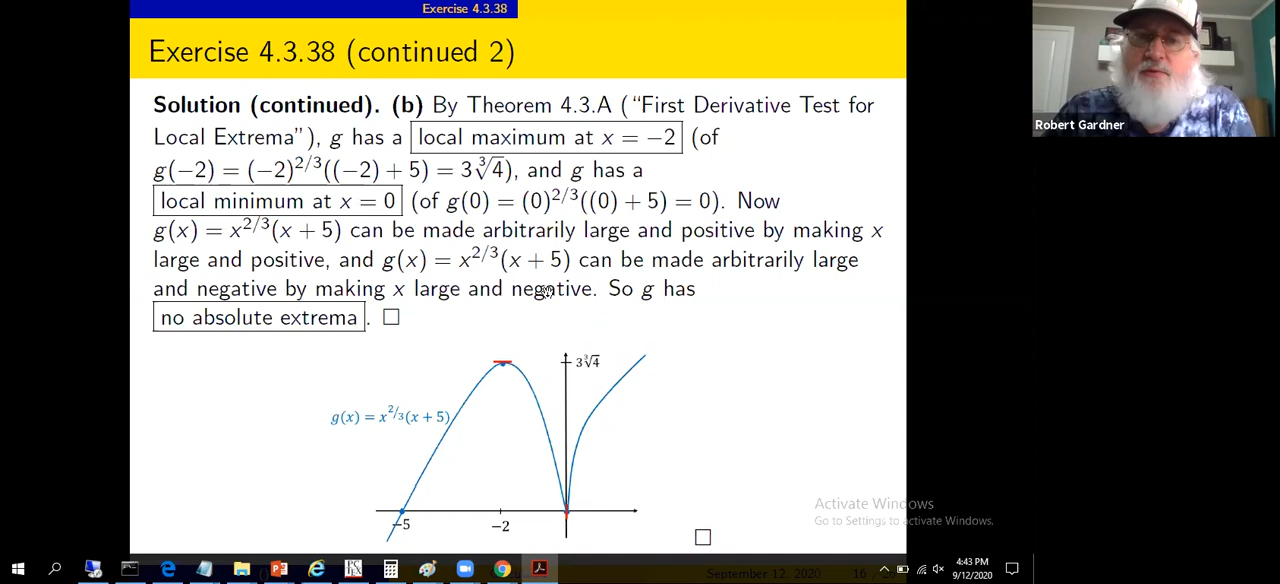 Exercise 4.3.38
Exercise 4.3.38 (continued 2)
Solution (continued). (b) By Theorem 4.3.A (“First Derivative Test for
Local Extrema”), g has a local maximum at x = −2 (of
g(−2) = (−2)^{2/3}((−2) + 5) = 3∛4), and g has a
local minimum at x = 0 (of g(0) = (0)^{2/3}((0) + 5) = 0). Now
g(x) = x^{2/3}(x + 5) can be made arbitrarily large and positive by making x
large and positive, and g(x) = x^{2/3}(x + 5) can be made arbitrarily large
and negative by making x large and negative. So g has
no absolute extrema. □
3∛4
g(x) = x^{2/3}(x + 5)
−5
−2
□
Robert Gardner
Activate Windows
Go to Settings to activate Windows.
September 12, 2020 16
4:43 PM
9/12/2020